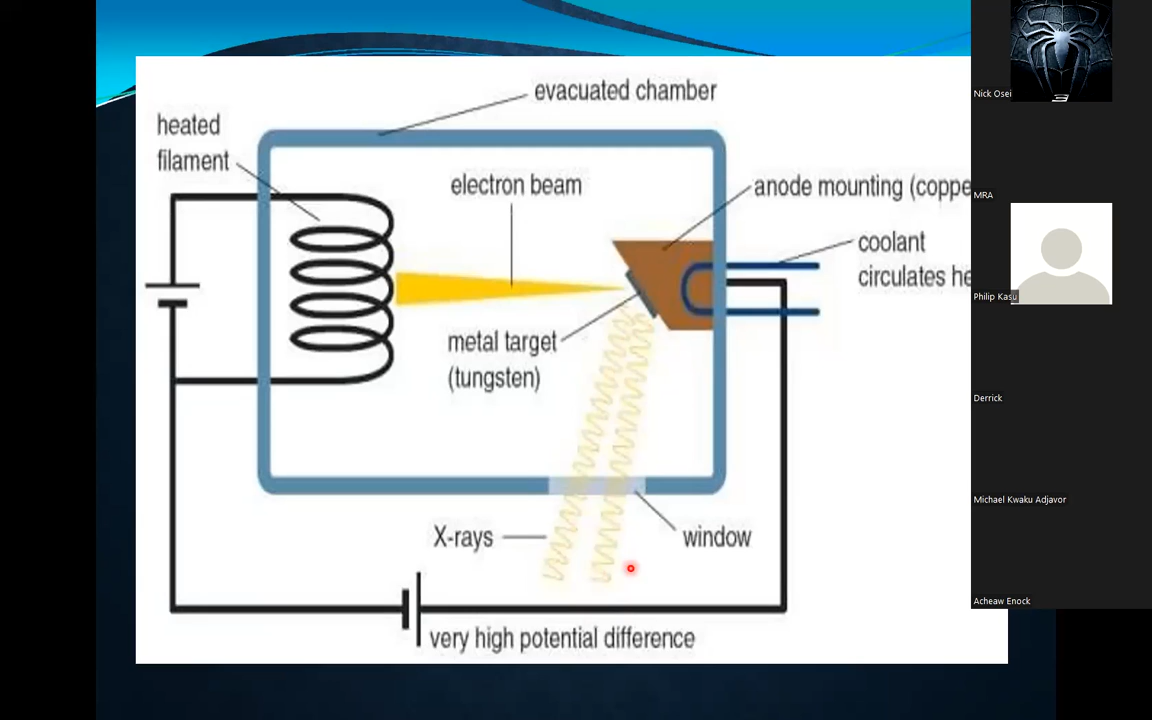 evacuated chamber
heated
filament
electron beam
anode mounting (coppe
coolant
circulates he
metal target
(tungsten)
X-rays
window
very high potential difference
Nick Osei
3
MRA
Philip Kasu
Derrick
Michael Kwaku Adjavor
Acheaw Enock